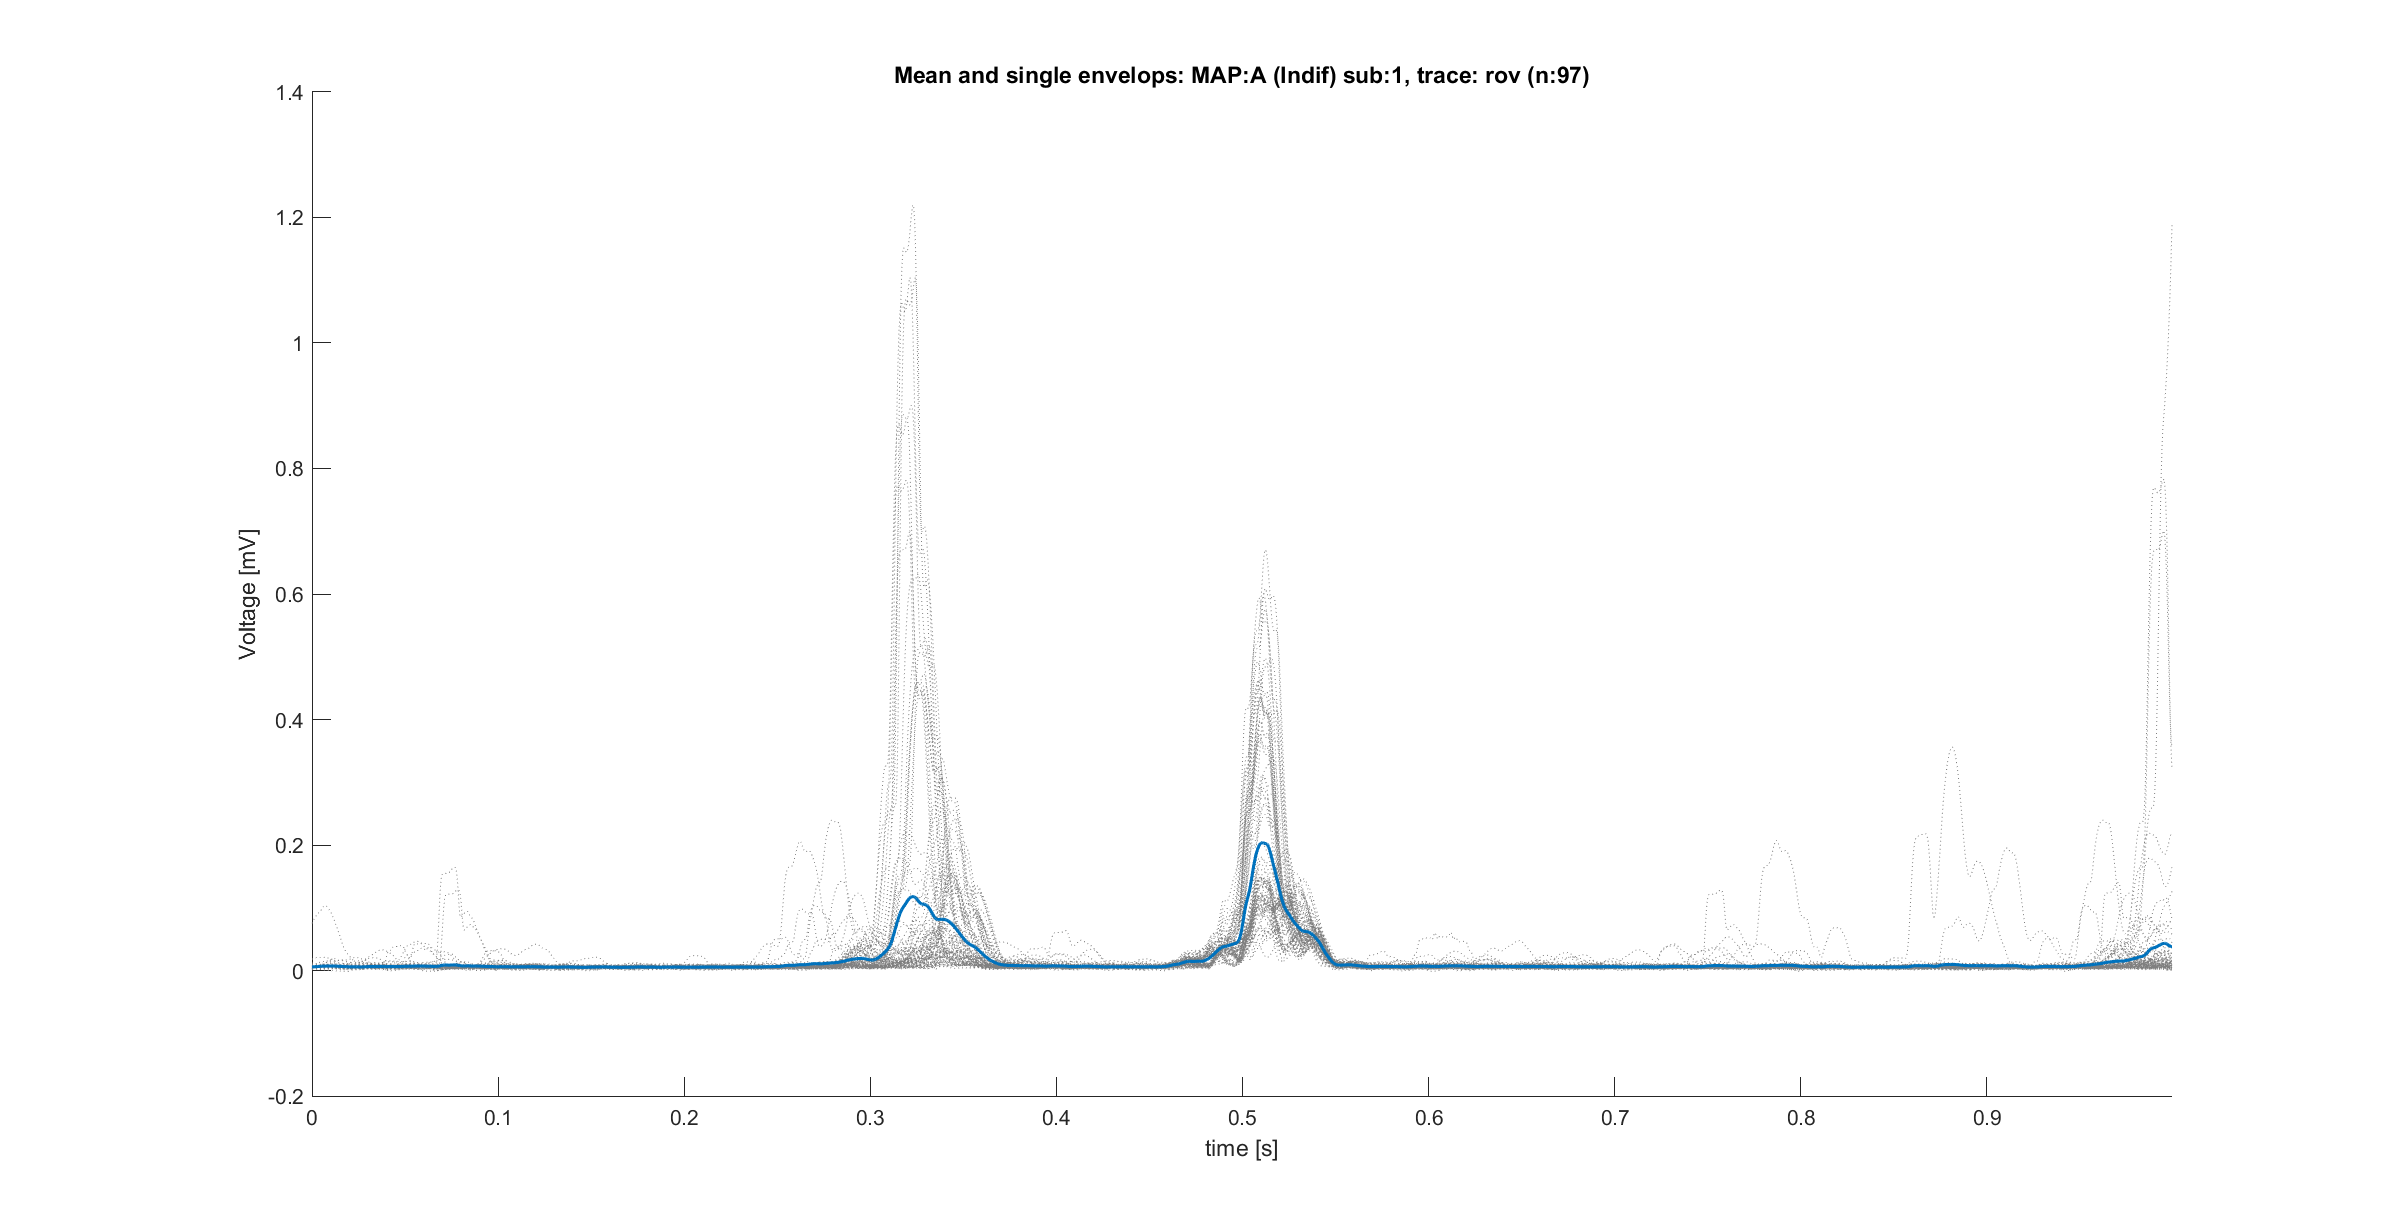 Mean and single envelops: MAP:A (Indif) sub:1, trace: rov (n:97)
1.4
1.2
1
0.8
0.6
0.4
0.2
0
-0.2
Voltage [mV]
0 0.1 0.2 0.3 0.4 0.5 0.6 0.7 0.8 0.9
time [s]